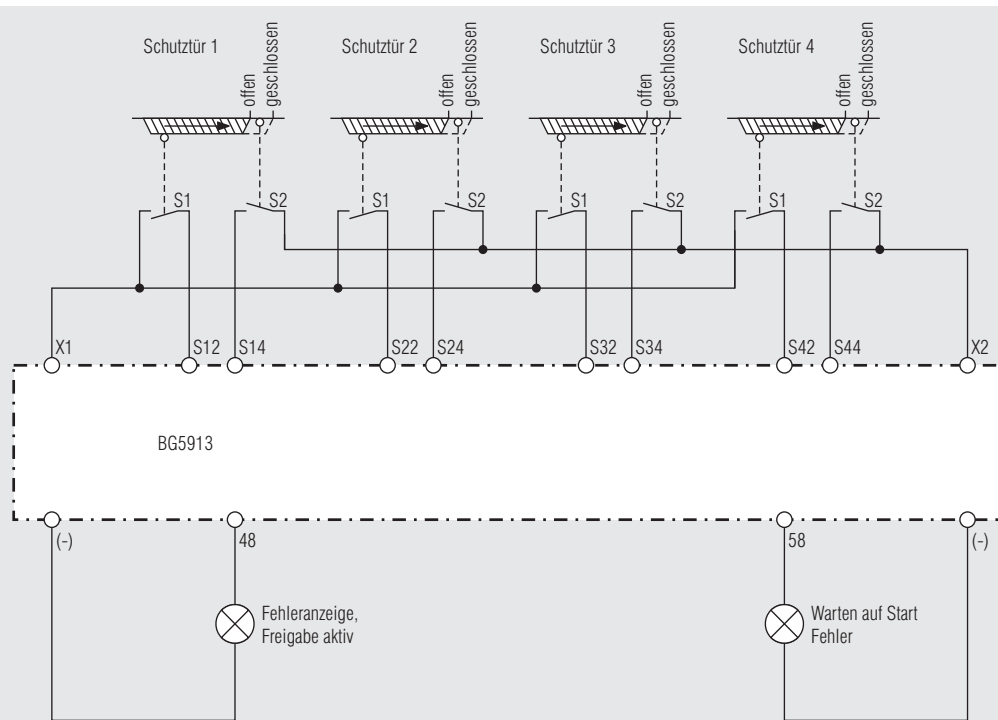 Schutztür 1
offen
geschlossen
Schutztür 2
offen
geschlossen
Schutztür 3
offen
geschlossen
Schutztür 4
offen
geschlossen
S1
S2
S1
S2
S1
S2
S1
S2
X1
S12
S14
S22
S24
S32
S34
S42
S44
X2
BG5913
(-)
48
58
(-)
Fehleranzeige,
Freigabe aktiv
Warten auf Start
Fehler